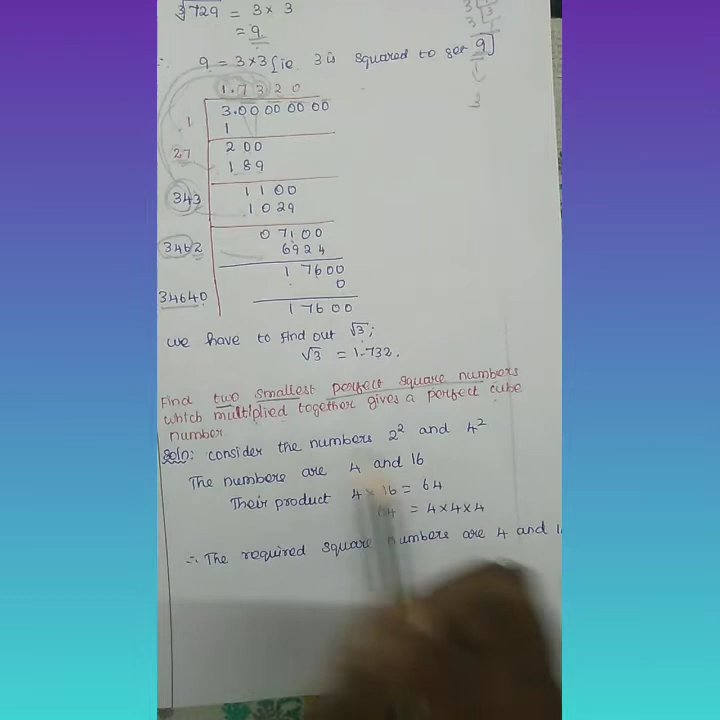 ∛729 = 3 × 3
= 9
∴ 9 = 3×3 [ie 3 is squared to get 9]
1.7320
1 | 3.00 00 00 00
1
27 | 200
189
343 | 1100
1029
3462 | 07100
6924
34640 | 17600
0
17600
we have to find out √3;
√3 = 1.732.
Find two smallest perfect square numbers
which multiplied together gives a perfect cube
number.
Soln: consider the numbers 2² and 4²
The numbers are 4 and 16
Their product 4 × 16 = 64
64 = 4×4×4
∴ The required square numbers are 4 and 1